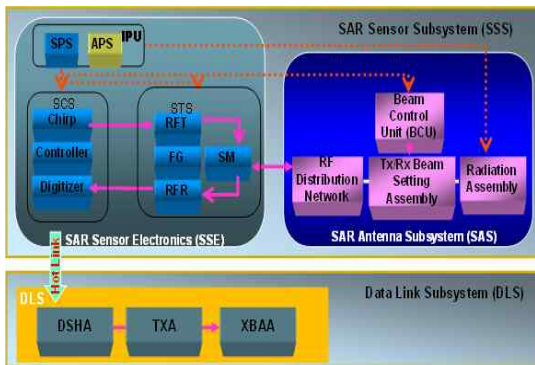 SAR Sensor Subsystem (SSS)
IPU
SPS
APS
SCS
Chirp
Controller
Digitizer
STS
RFT
FG
SM
RFR
SAR Sensor Electronics (SSE)
Beam
Control
Unit (BCU)
RF
Distribution
Network
Tx/Rx Beam
Setting
Assembly
Radiation
Assembly
SAR Antenna Subsystem (SAS)
Hot Link
Data Link Subsystem (DLS)
DLS
DSHA
TXA
XBAA